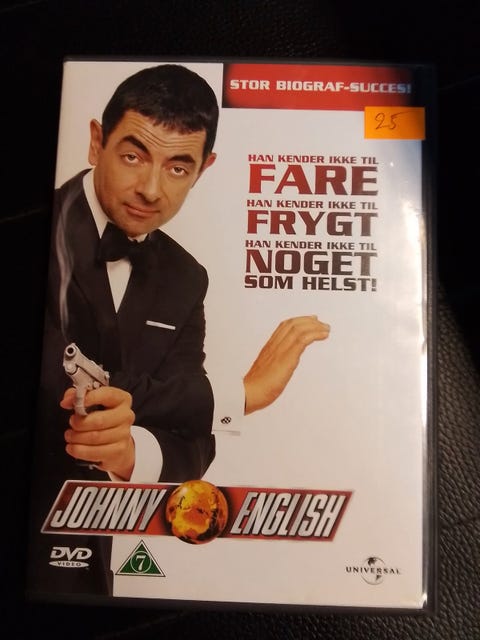 STOR BIOGRAF-SUCCES!
25
HAN KENDER IKKE TIL
FARE
HAN KENDER IKKE TIL
FRYGT
HAN KENDER IKKE TIL
NOGET
SOM HELST!
JOHNNY ENGLISH
DVD
VIDEO
7
UNIVERSAL